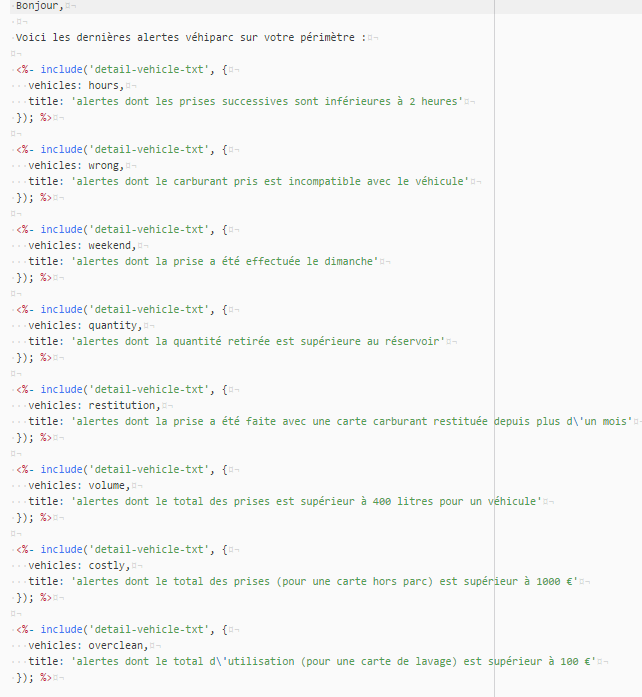 Bonjour,

Voici les dernières alertes véhiparc sur votre périmètre :

<%- include('detail-vehicle-txt', {
  vehicles: hours,
  title: 'alertes dont les prises successives sont inférieures à 2 heures'
}); %>

<%- include('detail-vehicle-txt', {
  vehicles: wrong,
  title: 'alertes dont le carburant pris est incompatible avec le véhicule'
}); %>

<%- include('detail-vehicle-txt', {
  vehicles: weekend,
  title: 'alertes dont la prise a été effectuée le dimanche'
}); %>

<%- include('detail-vehicle-txt', {
  vehicles: quantity,
  title: 'alertes dont la quantité retirée est supérieure au réservoir'
}); %>

<%- include('detail-vehicle-txt', {
  vehicles: restitution,
  title: 'alertes dont la prise a été faite avec une carte carburant restituée depuis plus d\'un mois'
}); %>

<%- include('detail-vehicle-txt', {
  vehicles: volume,
  title: 'alertes dont le total des prises est supérieur à 400 litres pour un véhicule'
}); %>

<%- include('detail-vehicle-txt', {
  vehicles: costly,
  title: 'alertes dont le total des prises (pour une carte hors parc) est supérieur à 1000 €'
}); %>

<%- include('detail-vehicle-txt', {
  vehicles: overclean,
  title: 'alertes dont le total d\'utilisation (pour une carte de lavage) est supérieur à 100 €'
}); %>